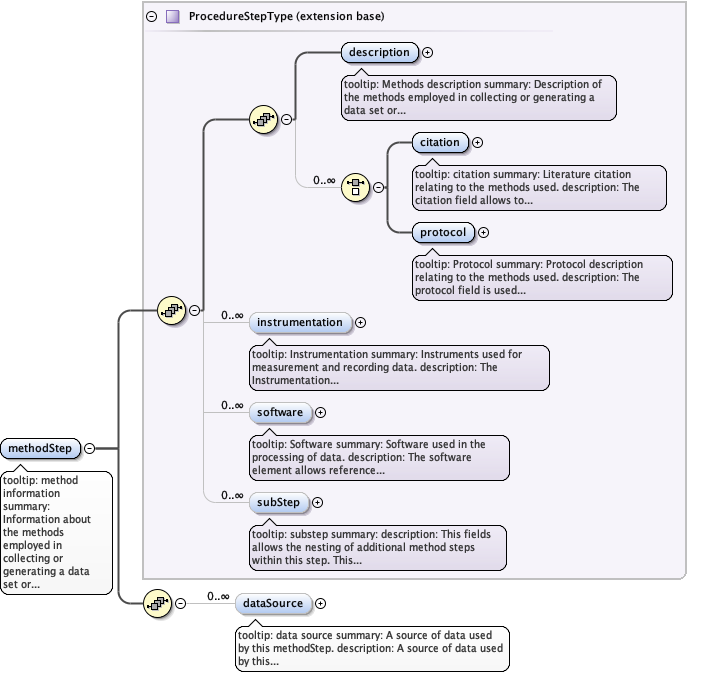 ProcedureStepType (extension base)
description
tooltip: Methods description summary: Description of
the methods employed in collecting or generating a
data set or...
0..∞
citation
tooltip: citation summary: Literature citation
relating to the methods used. description: The
citation field allows to...
protocol
tooltip: Protocol summary: Protocol description
relating to the methods used. description: The
protocol field is used...
0..∞
instrumentation
tooltip: Instrumentation summary: Instruments used for
measurement and recording data. description: The
Instrumentation...
0..∞
software
tooltip: Software summary: Software used in the
processing of data. description: The software
element allows reference...
0..∞
subStep
tooltip: substep summary: description: This fields
allows the nesting of additional method steps
within this step. This...
methodStep
tooltip: method
information
summary:
Information about
the methods
employed in
collecting or
generating a data
set or...
0..∞
dataSource
tooltip: data source summary: A source of data used
by this methodStep. description: A source of data used
by this...